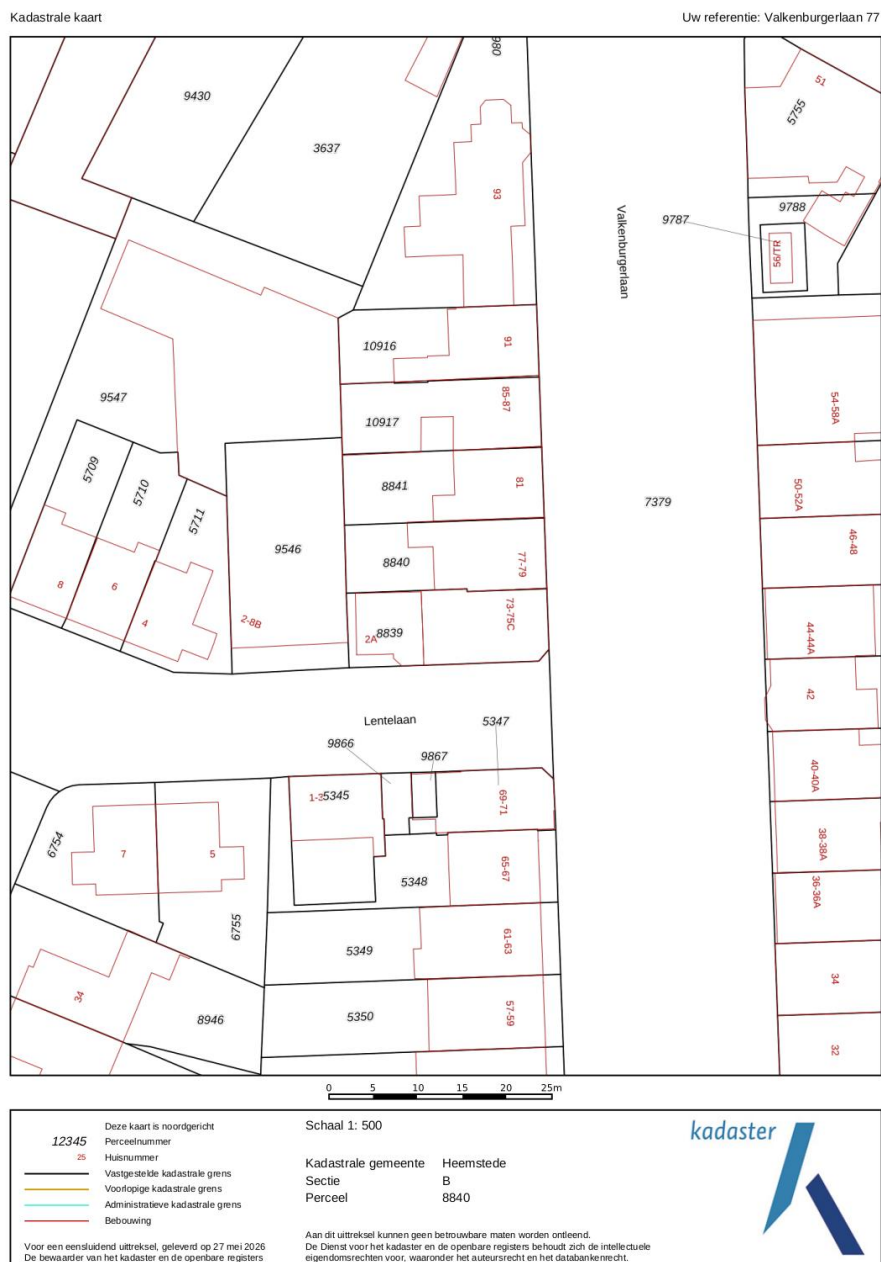 Kadastrale kaart
Uw referentie: Valkenburgerlaan 77
980
51
9430
5755
3637
93
9788
9787
56/TR
Valkenburgerlaan
10916
91
85-87
9547
54-58A
10917
5709
8841
81
5710
50-52A
7379
5711
46-48
9546
8840
77-79
8
6
73-75C
4
2-8B
2A
8839
44-44A
42
Lentelaan
5347
9866
9867
40-40A
1-3
5345
69-71
6754
7
5
38-38A
65-67
5348
36-36A
6755
61-63
5349
34
34
8946
5350
57-59
32
0 5 10 15 20 25m
Deze kaart is noordgericht
12345 Perceelnummer
25 Huisnummer
Vastgestelde kadastrale grens
Voorlopige kadastrale grens
Administratieve kadastrale grens
Bebouwing
Voor een eensluidend uittreksel, geleverd op 27 mei 2026
De bewaarder van het kadaster en de openbare registers
Schaal 1: 500
Kadastrale gemeente Heemstede
Sectie B
Perceel 8840
Aan dit uittreksel kunnen geen betrouwbare maten worden ontleend.
De Dienst voor het kadaster en de openbare registers behoudt zich de intellectuele
eigendomsrechten voor, waaronder het auteursrecht en het databankenrecht.
kadaster